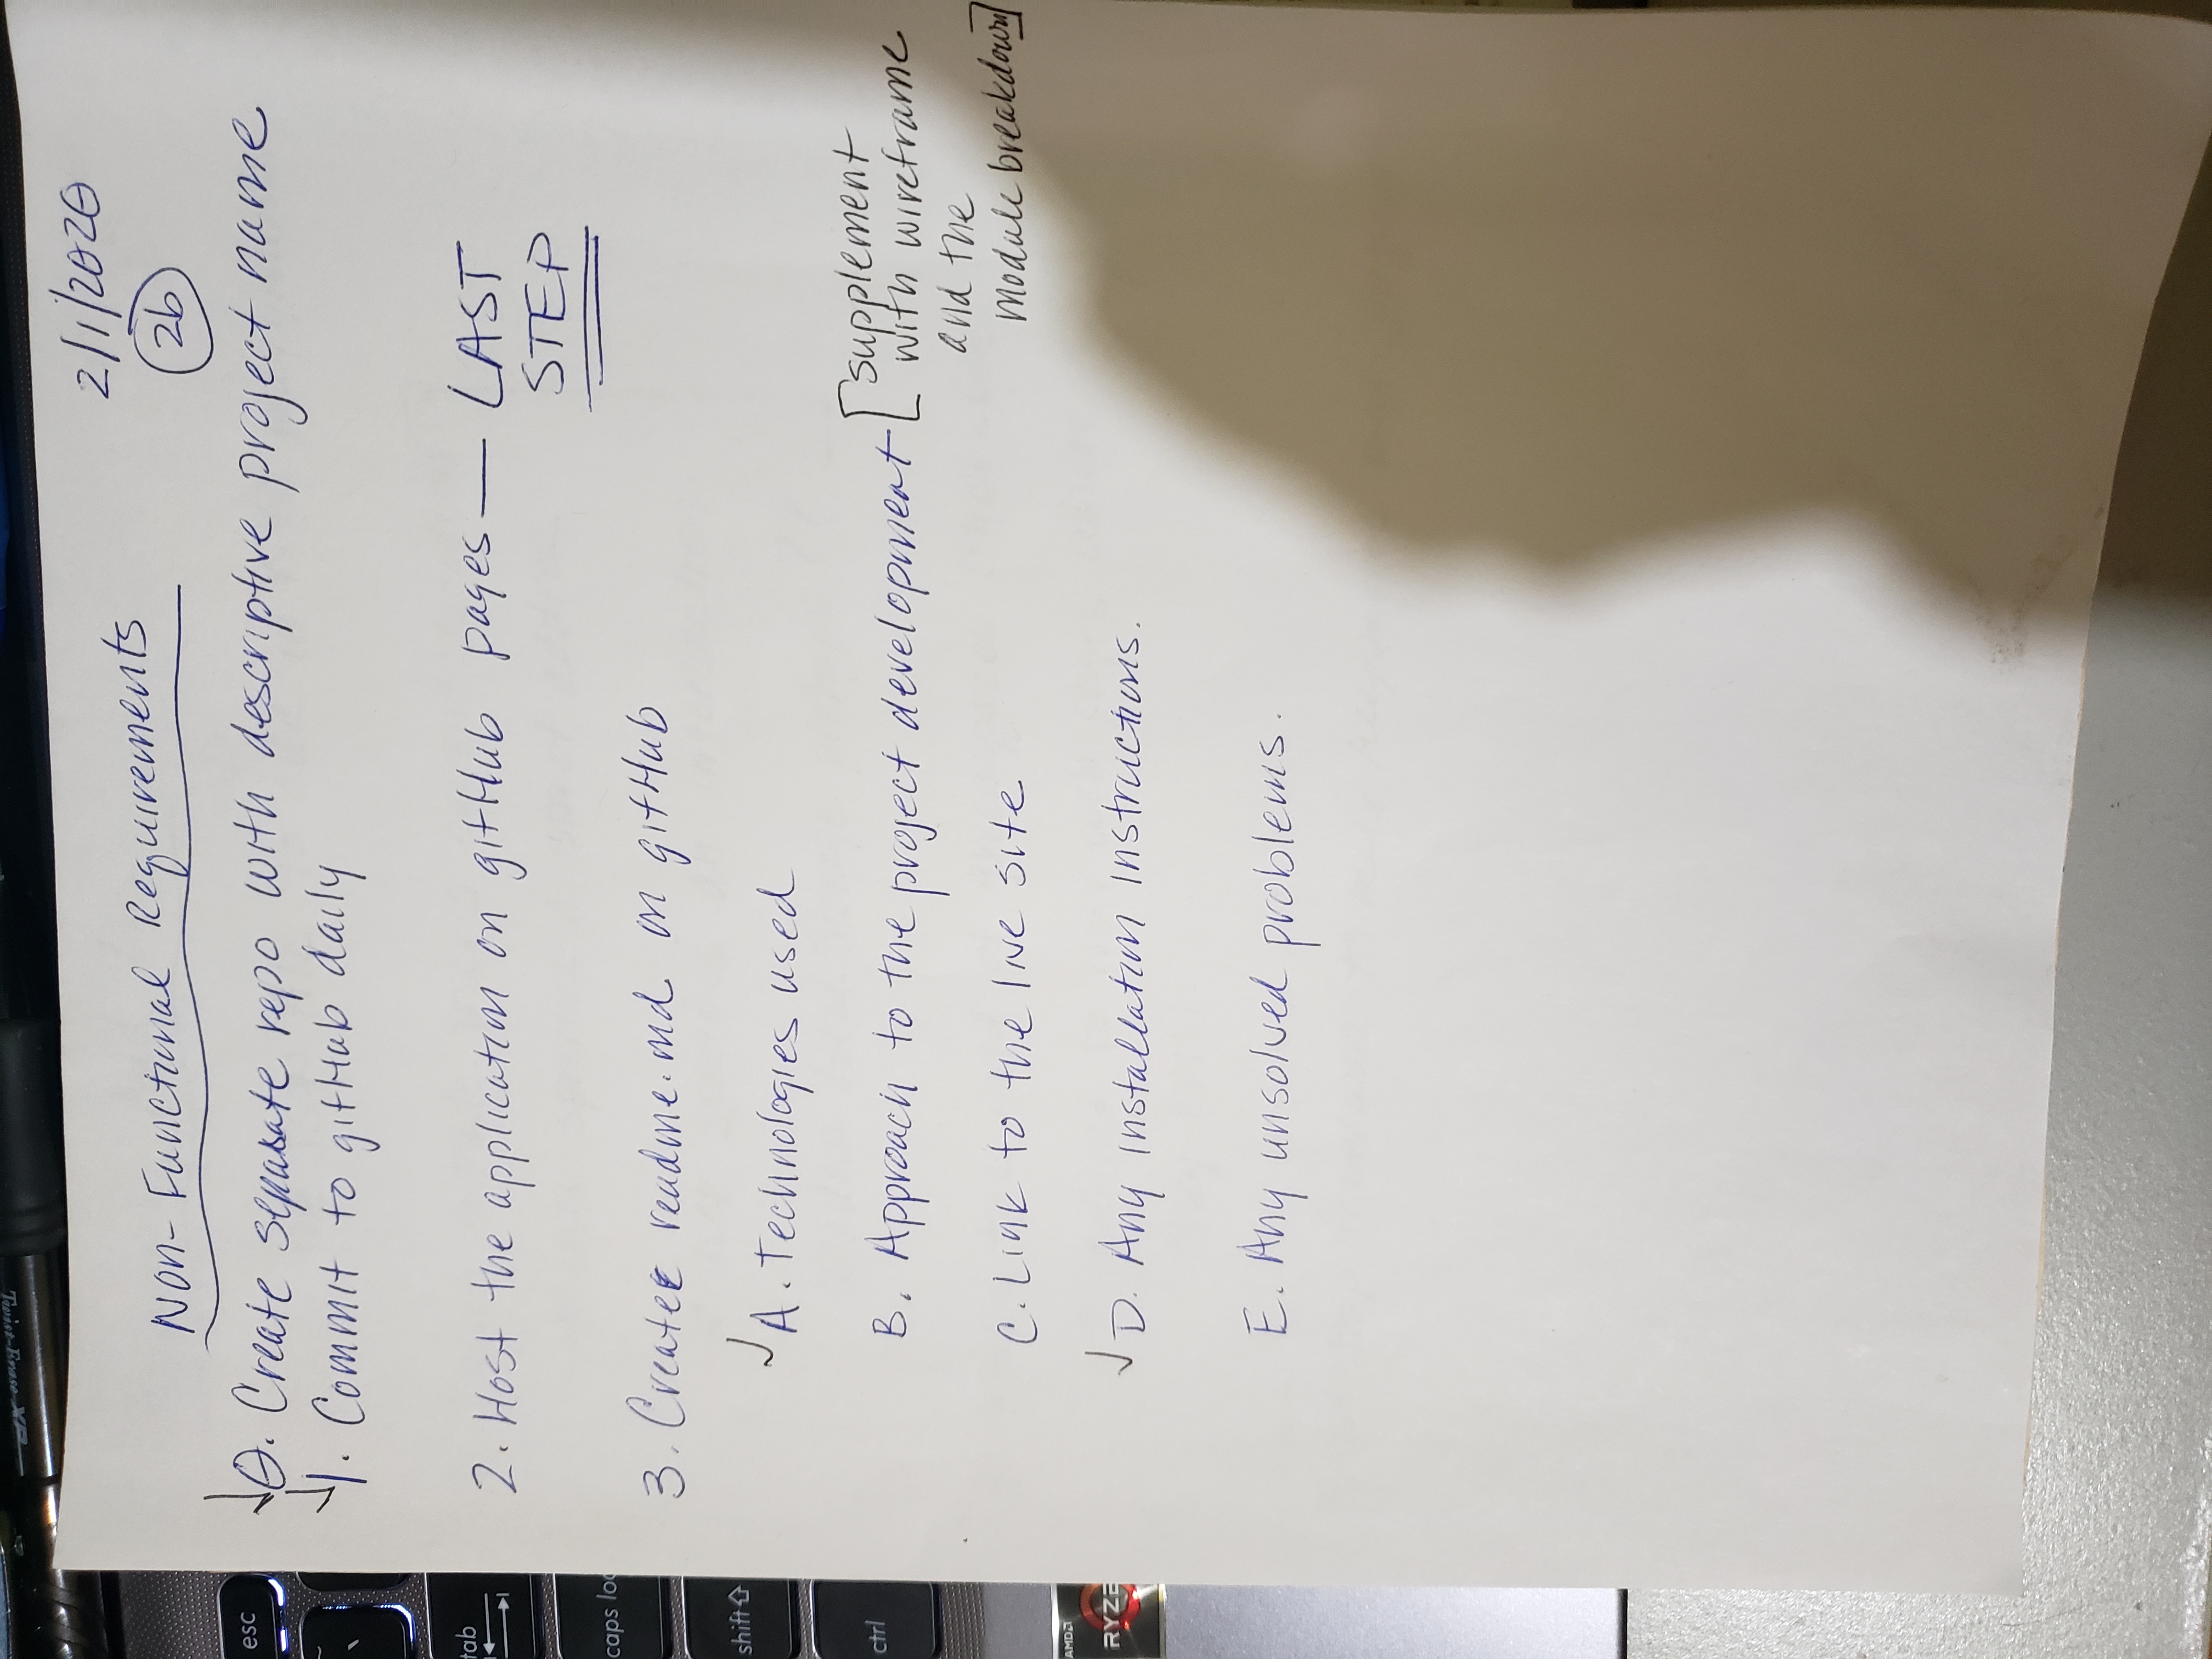 Twist-Erase XP
2/1/2020
2b
Non-Functional Requirements
✓ 0. Create separate repo with descriptive project name
✓ 1. Commit to gitHub daily
2. Host the application on gitHub pages — LAST
STEP
3. Create readme.md on gitHub
✓ A. Technologies used
B. Approach to the project development [supplement
with wireframe
and the
module breakdown]
C. Link to the live site
✓ D. Any installation instructions.
E. Any unsolved problems.
esc
~
`
tab
caps loc
shift
ctrl
AMD
RYZE